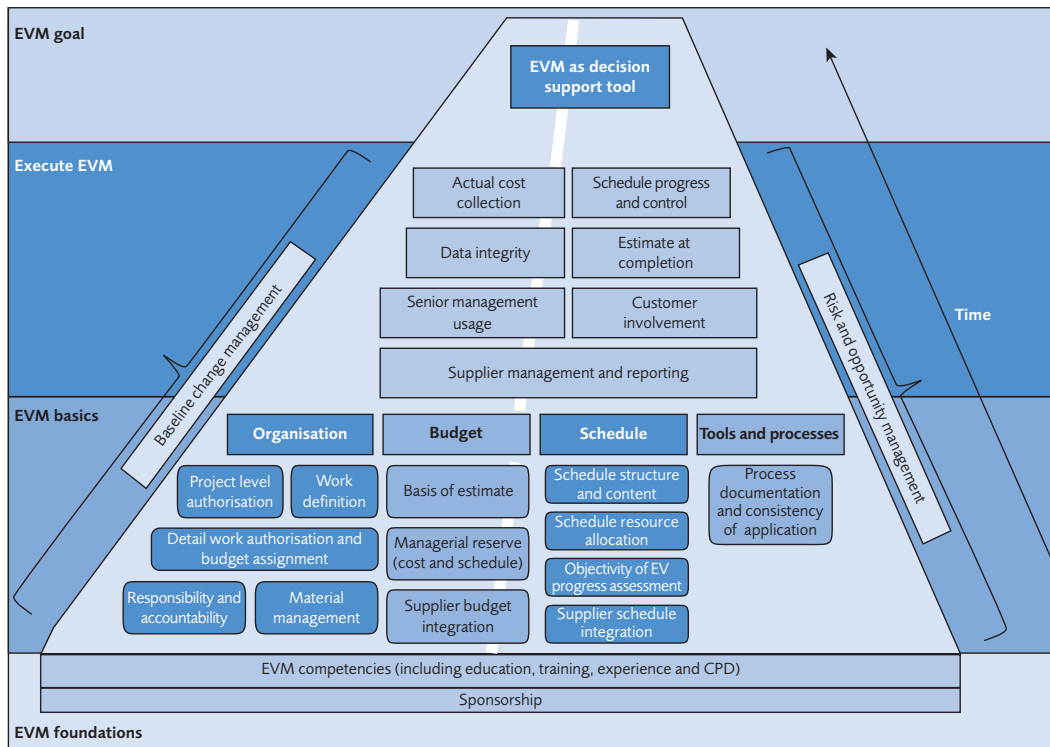 EVM goal
EVM as decision
support tool
Execute EVM
Actual cost
collection
Schedule progress
and control
Data integrity
Estimate at
completion
Senior management
usage
Customer
involvement
Supplier management and reporting
Baseline change management
Risk and opportunity management
Time
EVM basics
Organisation
Budget
Schedule
Tools and processes
Project level
authorisation
Work
definition
Detail work authorisation and
budget assignment
Responsibility and
accountability
Material
management
Basis of estimate
Managerial reserve
(cost and schedule)
Supplier budget
integration
Schedule structure
and content
Schedule resource
allocation
Objectivity of EV
progress assessment
Supplier schedule
integration
Process
documentation
and consistency
of application
EVM competencies (including education, training, experience and CPD)
Sponsorship
EVM foundations